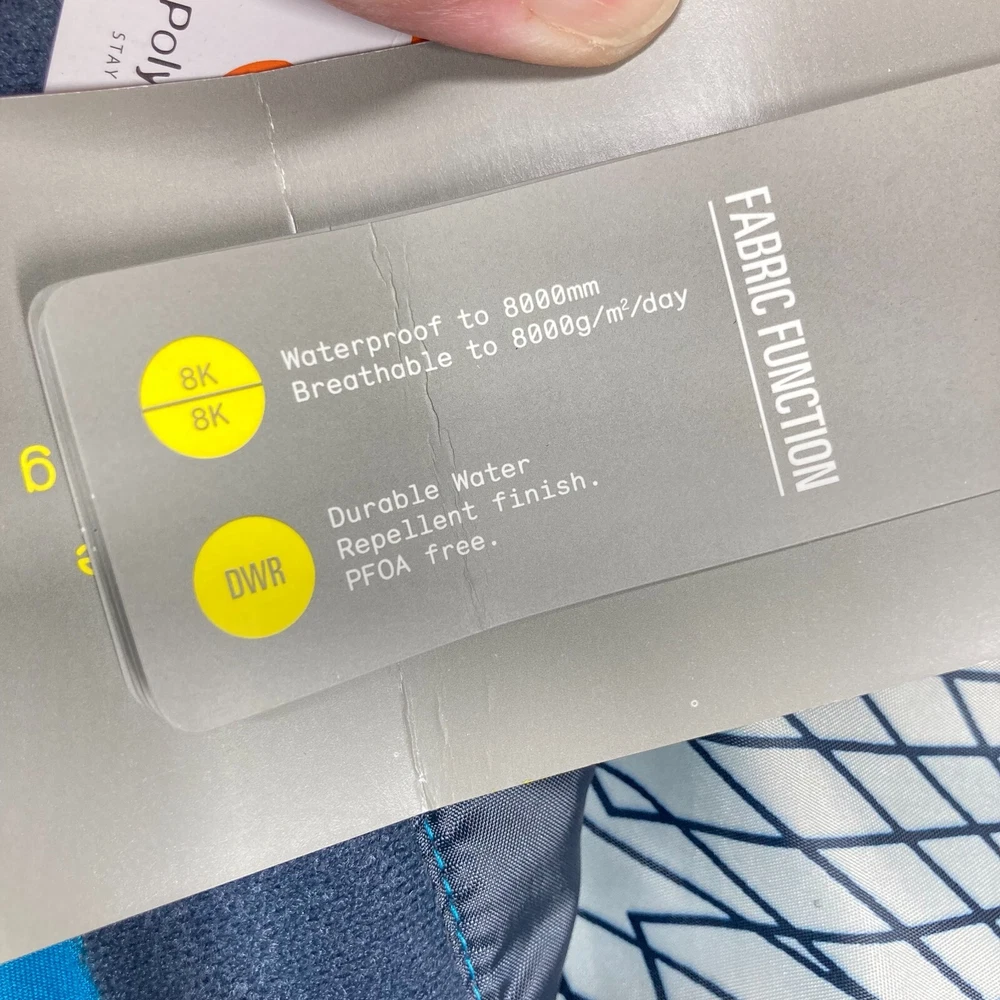 Poly
STAY
FABRIC FUNCTION
8K
8K
Waterproof to 8000mm
Breathable to 8000g/m²/day
DWR
Durable Water
Repellent finish.
PFOA free.
g